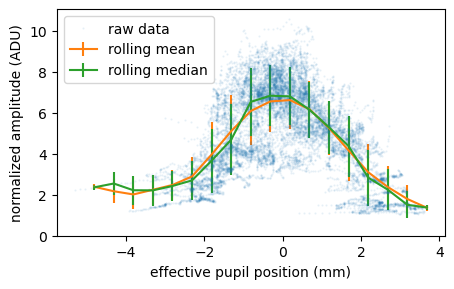 raw data
rolling mean
rolling median
normalized amplitude (ADU)
10
8
6
4
2
0
−4
−2
0
2
4
effective pupil position (mm)